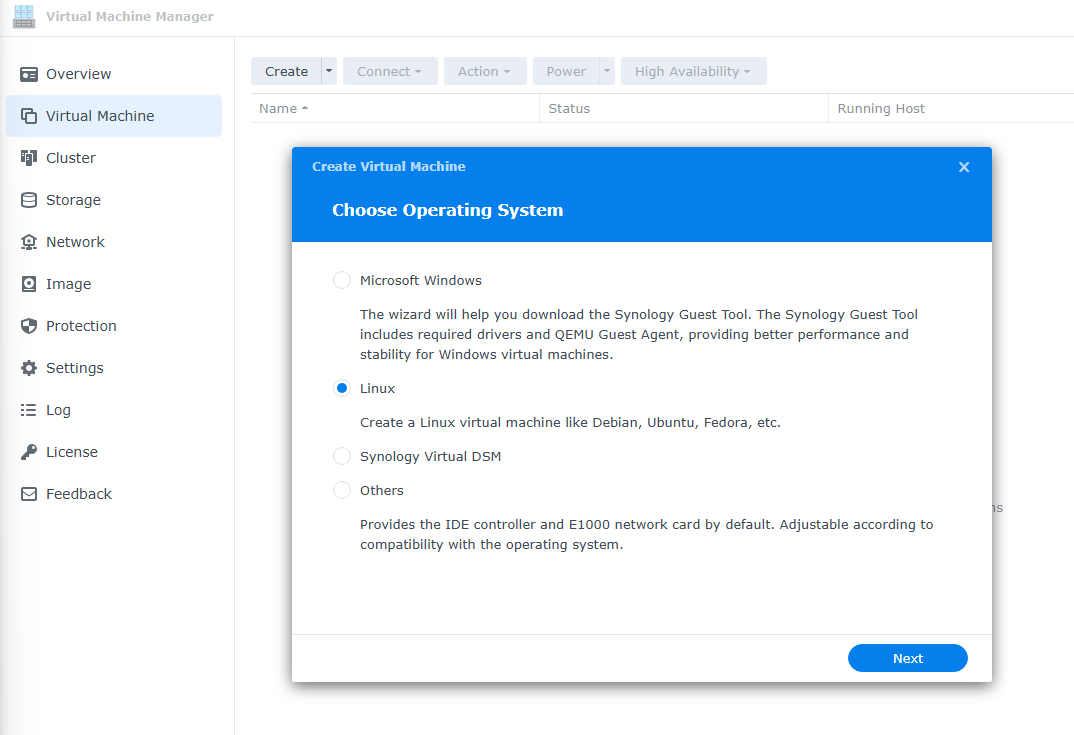 Virtual Machine Manager
Overview
Virtual Machine
Cluster
Storage
Network
Image
Protection
Settings
Log
License
Feedback
Create Connect Action Power High Availability
Name Status Running Host
Create Virtual Machine
Choose Operating System
Microsoft Windows
The wizard will help you download the Synology Guest Tool. The Synology Guest Tool
includes required drivers and QEMU Guest Agent, providing better performance and
stability for Windows virtual machines.
Linux
Create a Linux virtual machine like Debian, Ubuntu, Fedora, etc.
Synology Virtual DSM
Others
Provides the IDE controller and E1000 network card by default. Adjustable according to
compatibility with the operating system.
Next